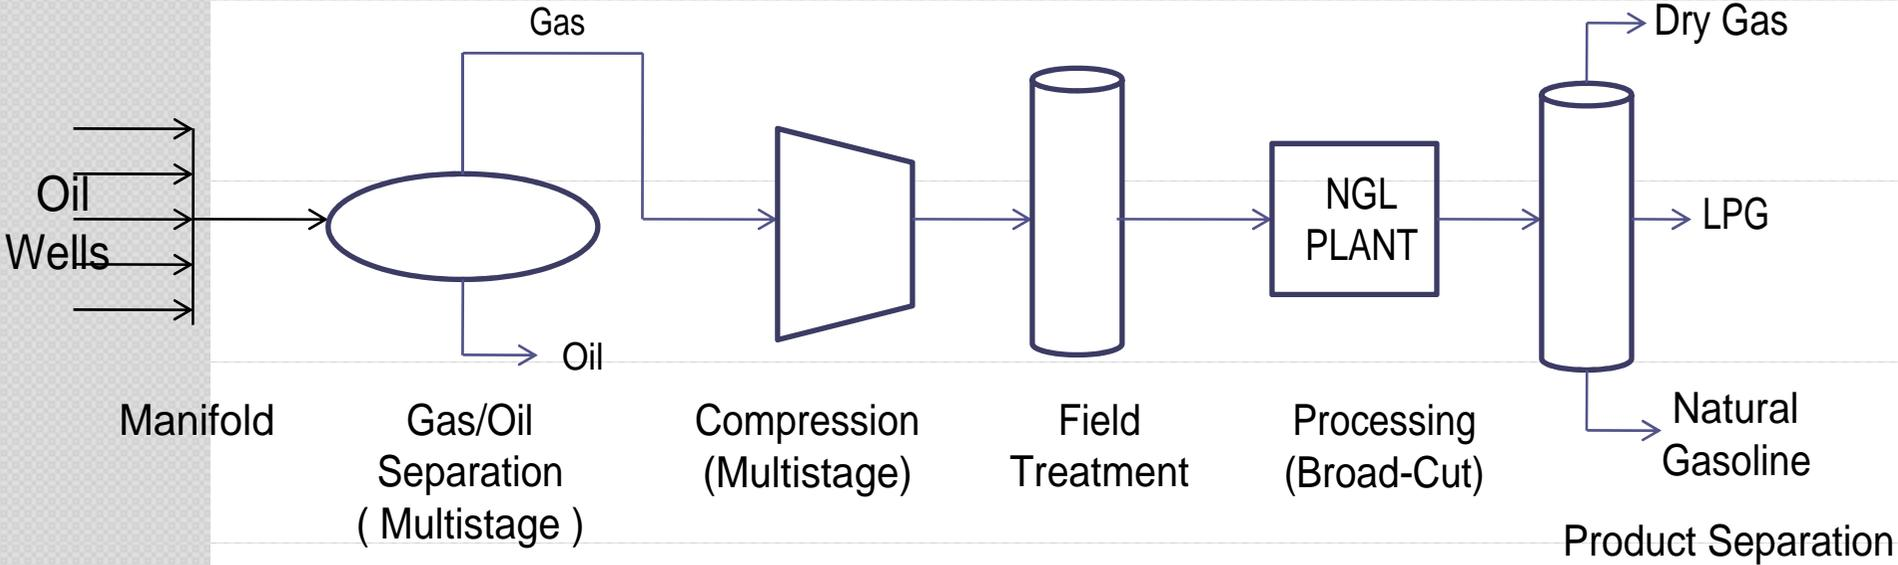 Gas
Dry Gas
Oil
Wells
NGL
PLANT
LPG
Oil
Manifold
Gas/Oil
Separation
( Multistage )
Compression
(Multistage)
Field
Treatment
Processing
(Broad-Cut)
Natural
Gasoline
Product Separation